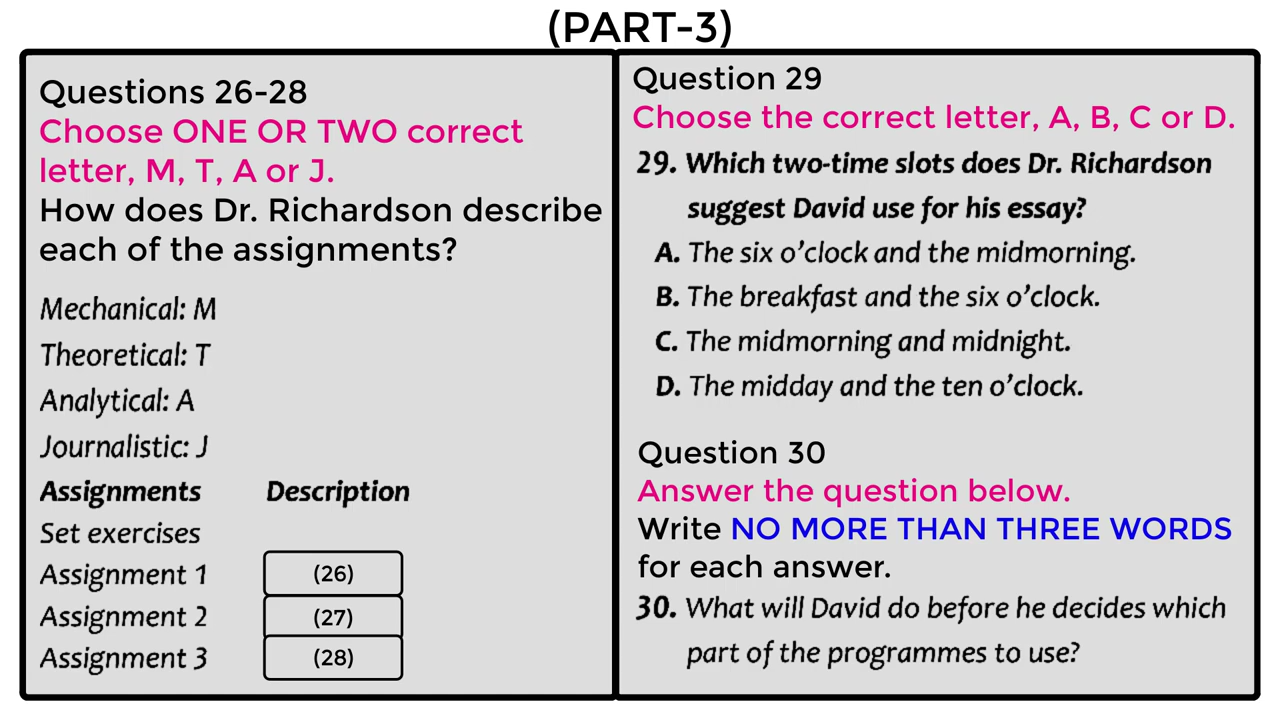 (PART-3)
Questions 26-28
Choose ONE OR TWO correct
letter, M, T, A or J.
How does Dr. Richardson describe
each of the assignments?
Mechanical: M
Theoretical: T
Analytical: A
Journalistic: J
Assignments Description
Set exercises
Assignment 1 (26)
Assignment 2 (27)
Assignment 3 (28)
Question 29
Choose the correct letter, A, B, C or D.
29. Which two-time slots does Dr. Richardson
suggest David use for his essay?
A. The six o'clock and the midmorning.
B. The breakfast and the six o'clock.
C. The midmorning and midnight.
D. The midday and the ten o'clock.
Question 30
Answer the question below.
Write NO MORE THAN THREE WORDS
for each answer.
30. What will David do before he decides which
part of the programmes to use?